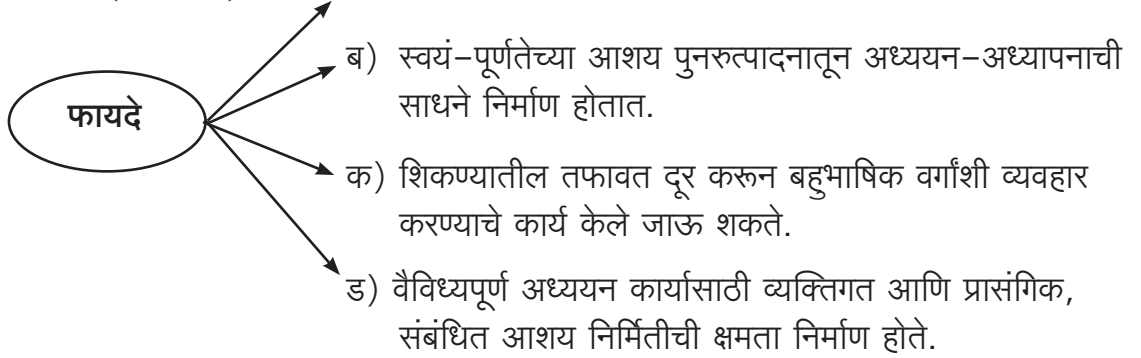 ब) स्वयं-पूर्णतेच्या आशय पुनरुत्पादनातून अध्ययन-अध्यापनाची
फायदे
साधने निर्माण होतात.
क) शिकण्यातील तफावत दूर करून बहुभाषिक वर्गांशी व्यवहार
करण्याचे कार्य केले जाऊ शकते.
ड) वैविध्यपूर्ण अध्ययन कार्यासाठी व्यक्तिगत आणि प्रासंगिक,
संबंधित आशय निर्मितीची क्षमता निर्माण होते.